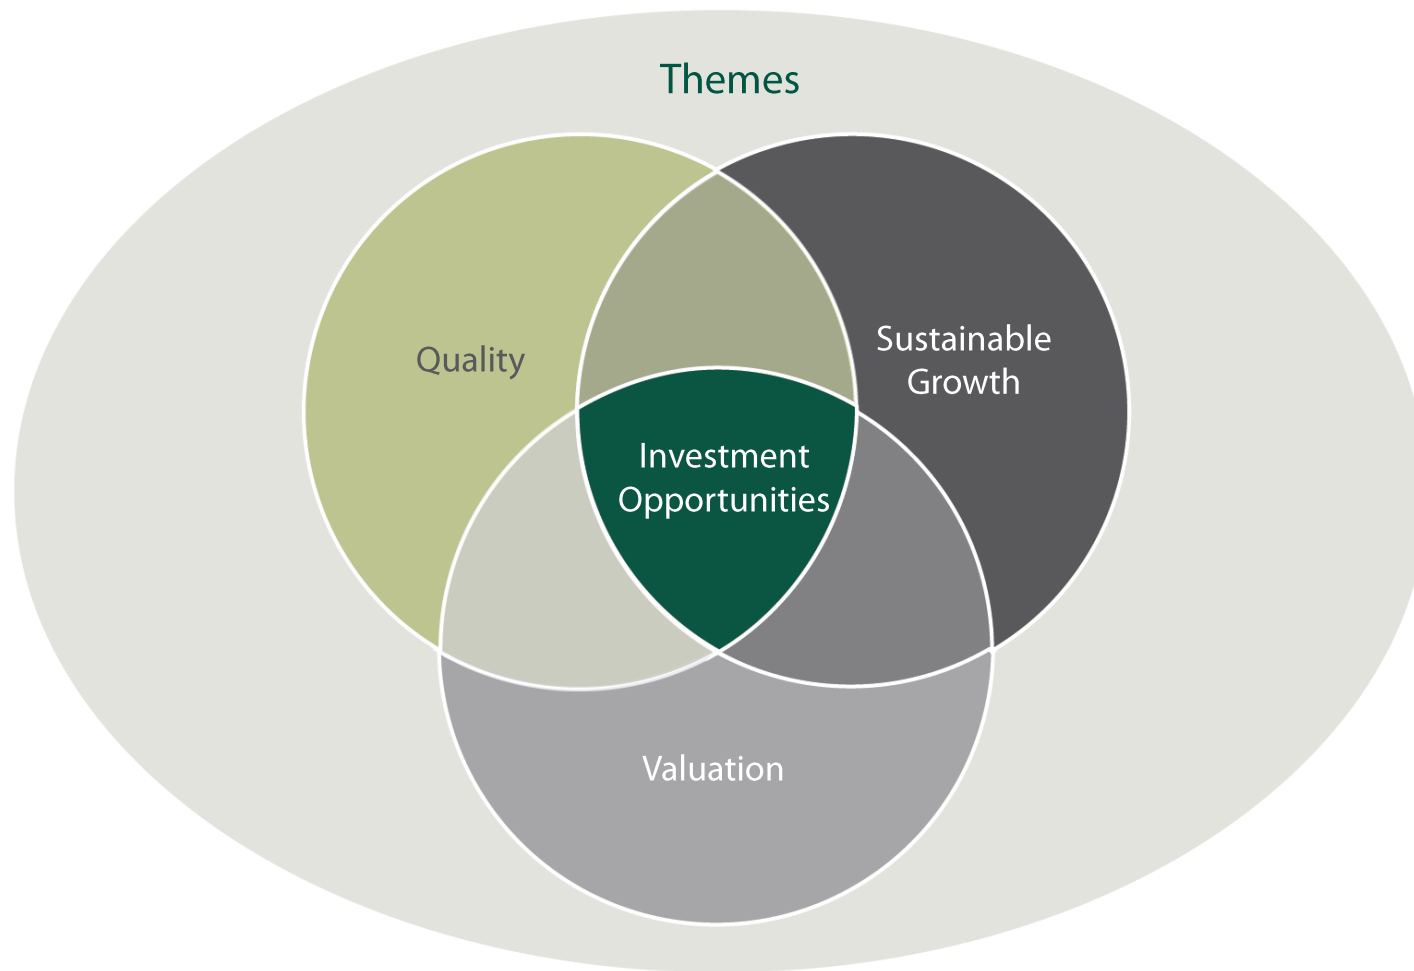 Themes
Quality
Sustainable
Growth
Investment
Opportunities
Valuation